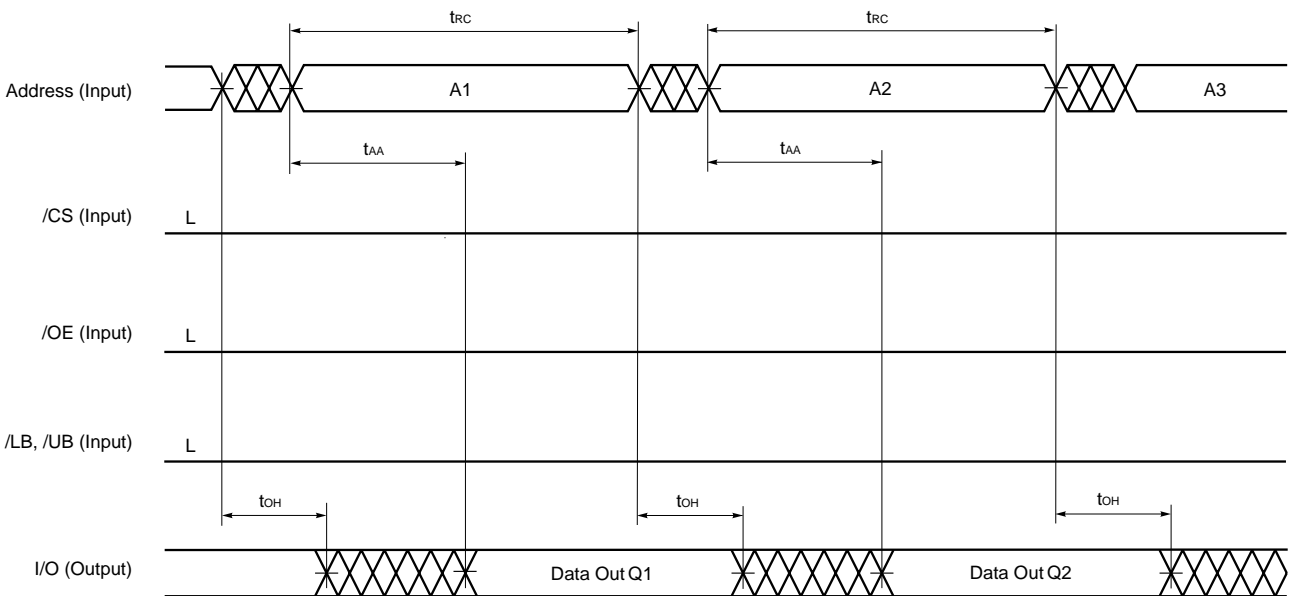 tRC tRC
Address (Input) A1 A2 A3
tAA tAA
/CS (Input) L
/OE (Input) L
/LB, /UB (Input) L
tOH tOH tOH
I/O (Output) Data Out Q1 Data Out Q2